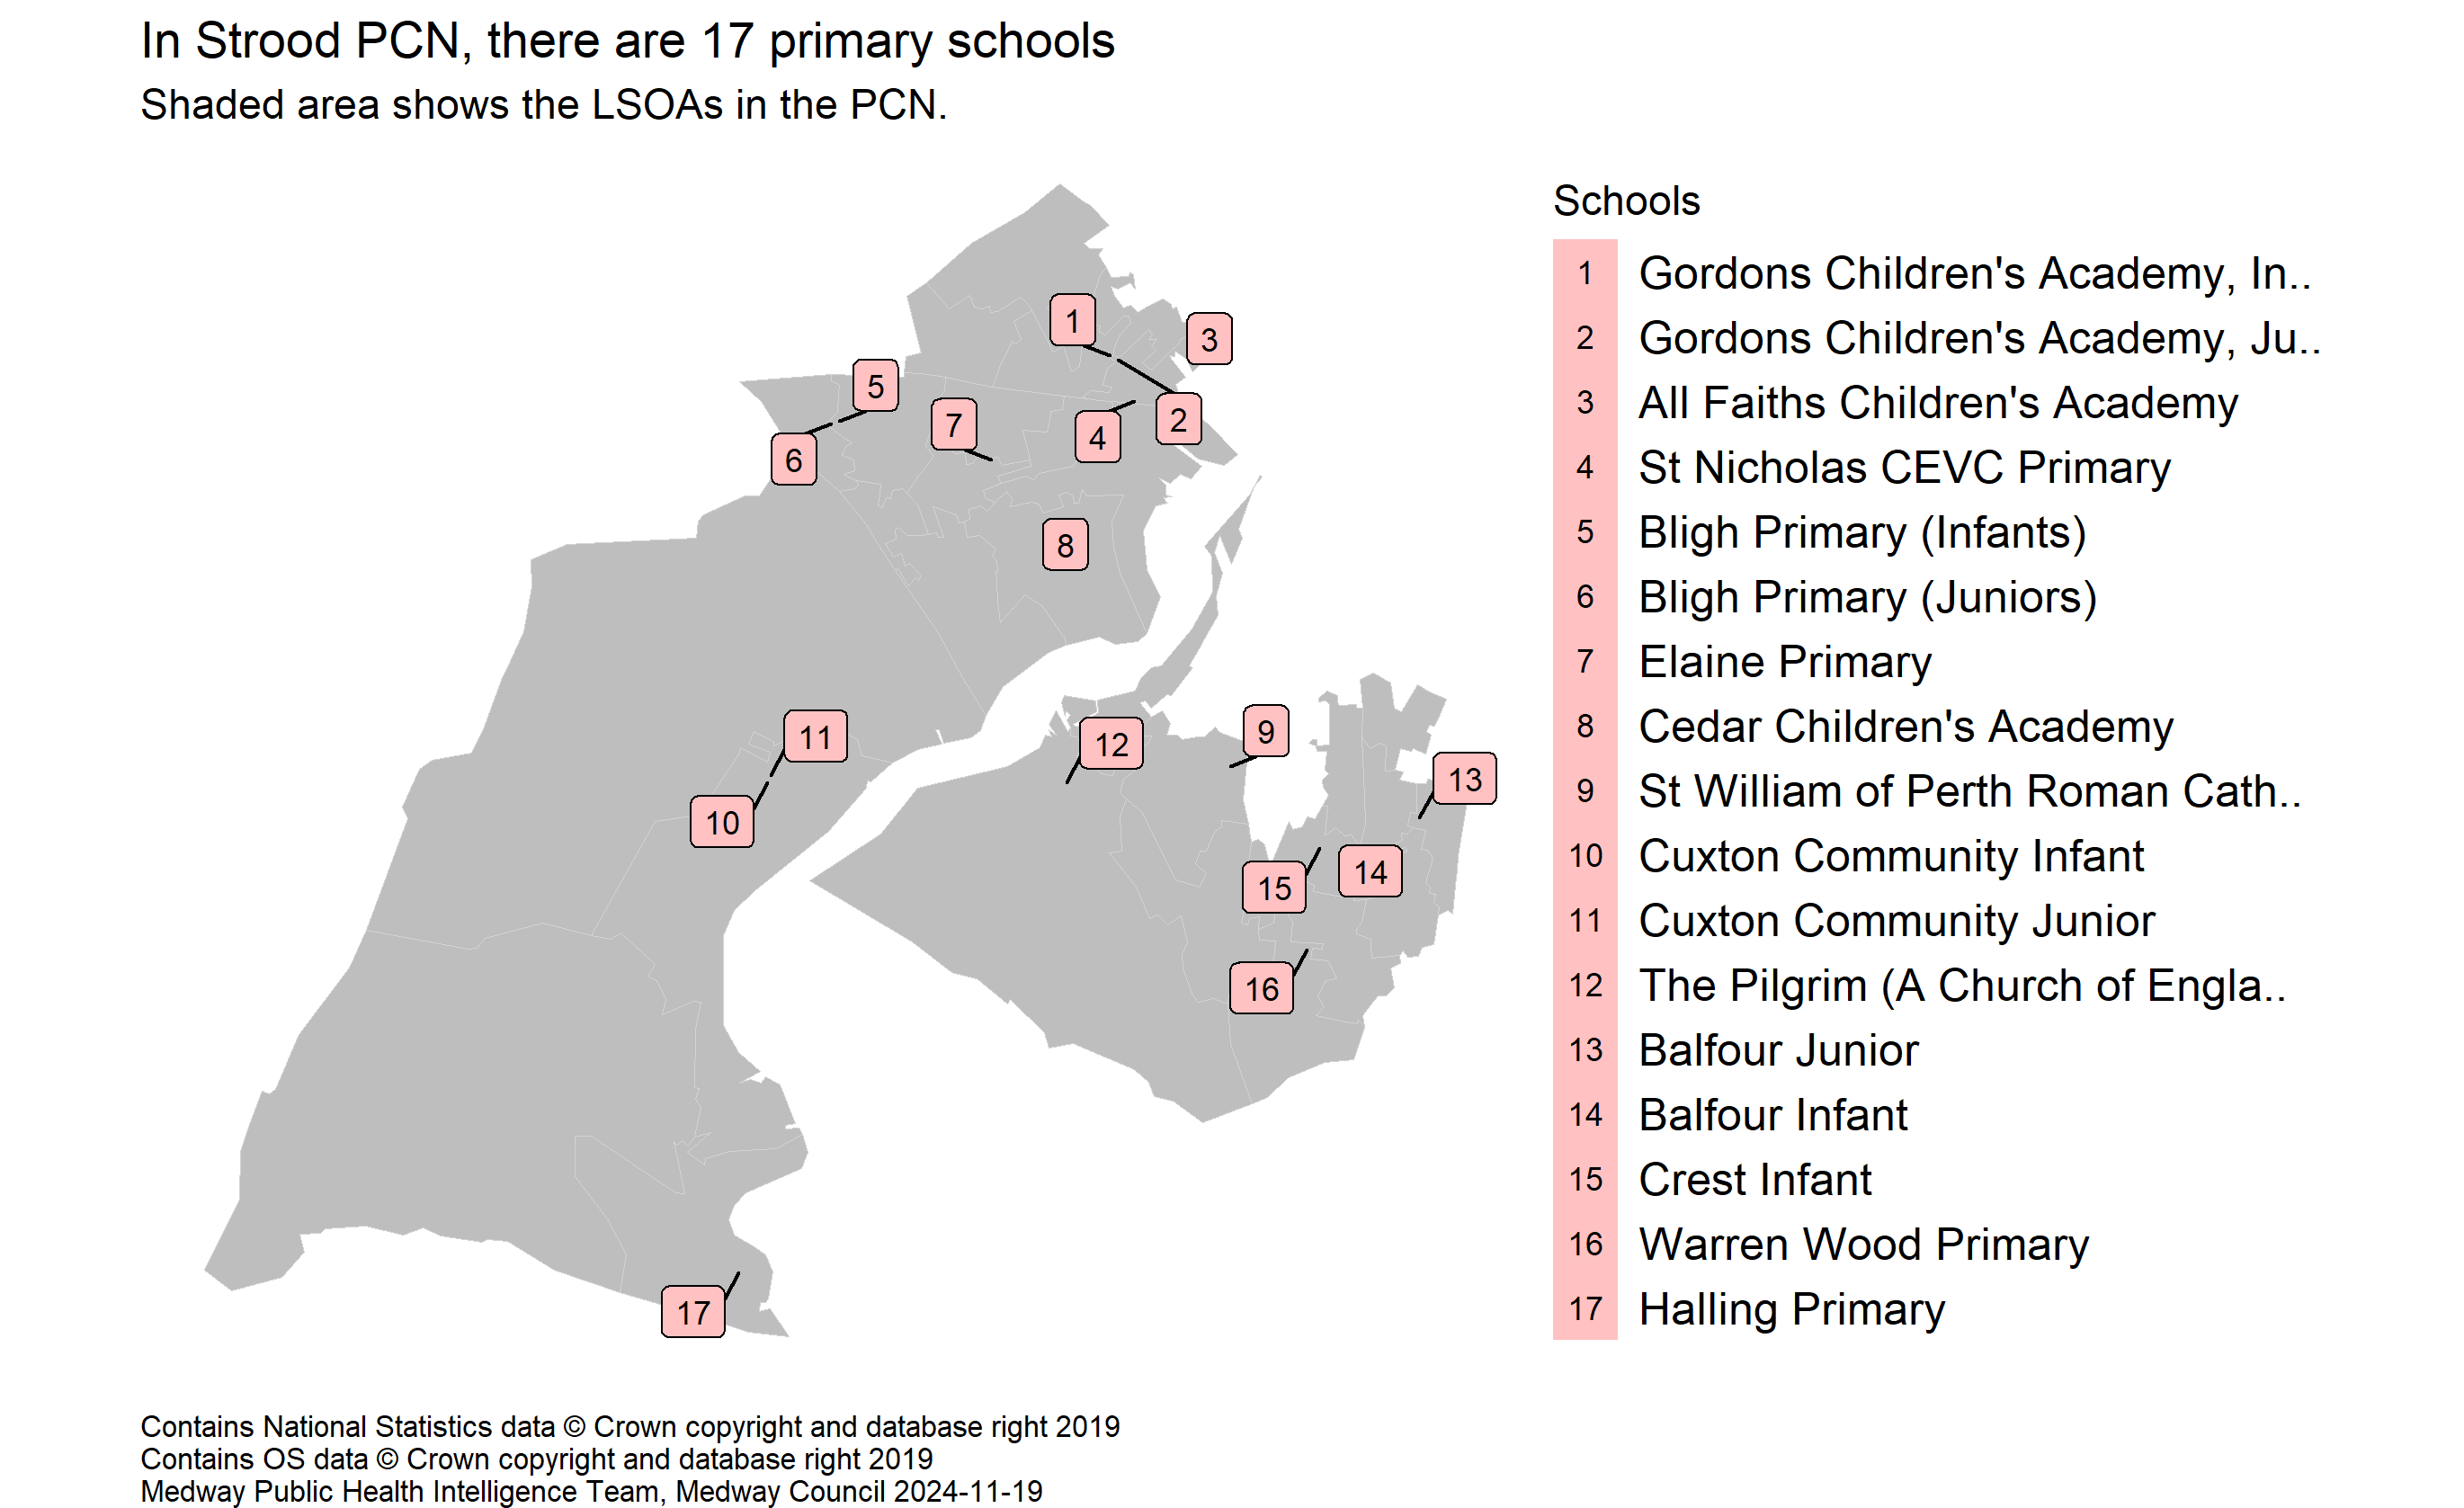 In Strood PCN, there are 17 primary schools
Shaded area shows the LSOAs in the PCN.
1
3
5
7
4
2
6
8
11
12
9
13
10
15
14
16
17
Schools
1 Gordons Children's Academy, In..
2 Gordons Children's Academy, Ju..
3 All Faiths Children's Academy
4 St Nicholas CEVC Primary
5 Bligh Primary (Infants)
6 Bligh Primary (Juniors)
7 Elaine Primary
8 Cedar Children's Academy
9 St William of Perth Roman Cath..
10 Cuxton Community Infant
11 Cuxton Community Junior
12 The Pilgrim (A Church of Engla..
13 Balfour Junior
14 Balfour Infant
15 Crest Infant
16 Warren Wood Primary
17 Halling Primary
Contains National Statistics data © Crown copyright and database right 2019
Contains OS data © Crown copyright and database right 2019
Medway Public Health Intelligence Team, Medway Council 2024-11-19